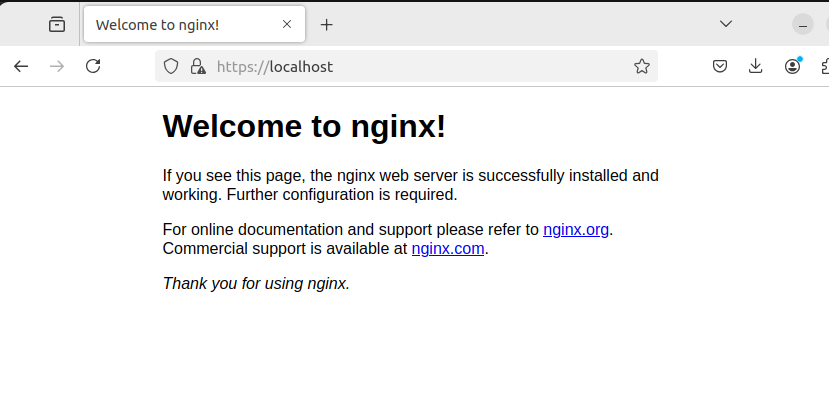 Welcome to nginx!
https://localhost
Welcome to nginx!
If you see this page, the nginx web server is successfully installed and
working. Further configuration is required.
For online documentation and support please refer to nginx.org.
Commercial support is available at nginx.com.
Thank you for using nginx.